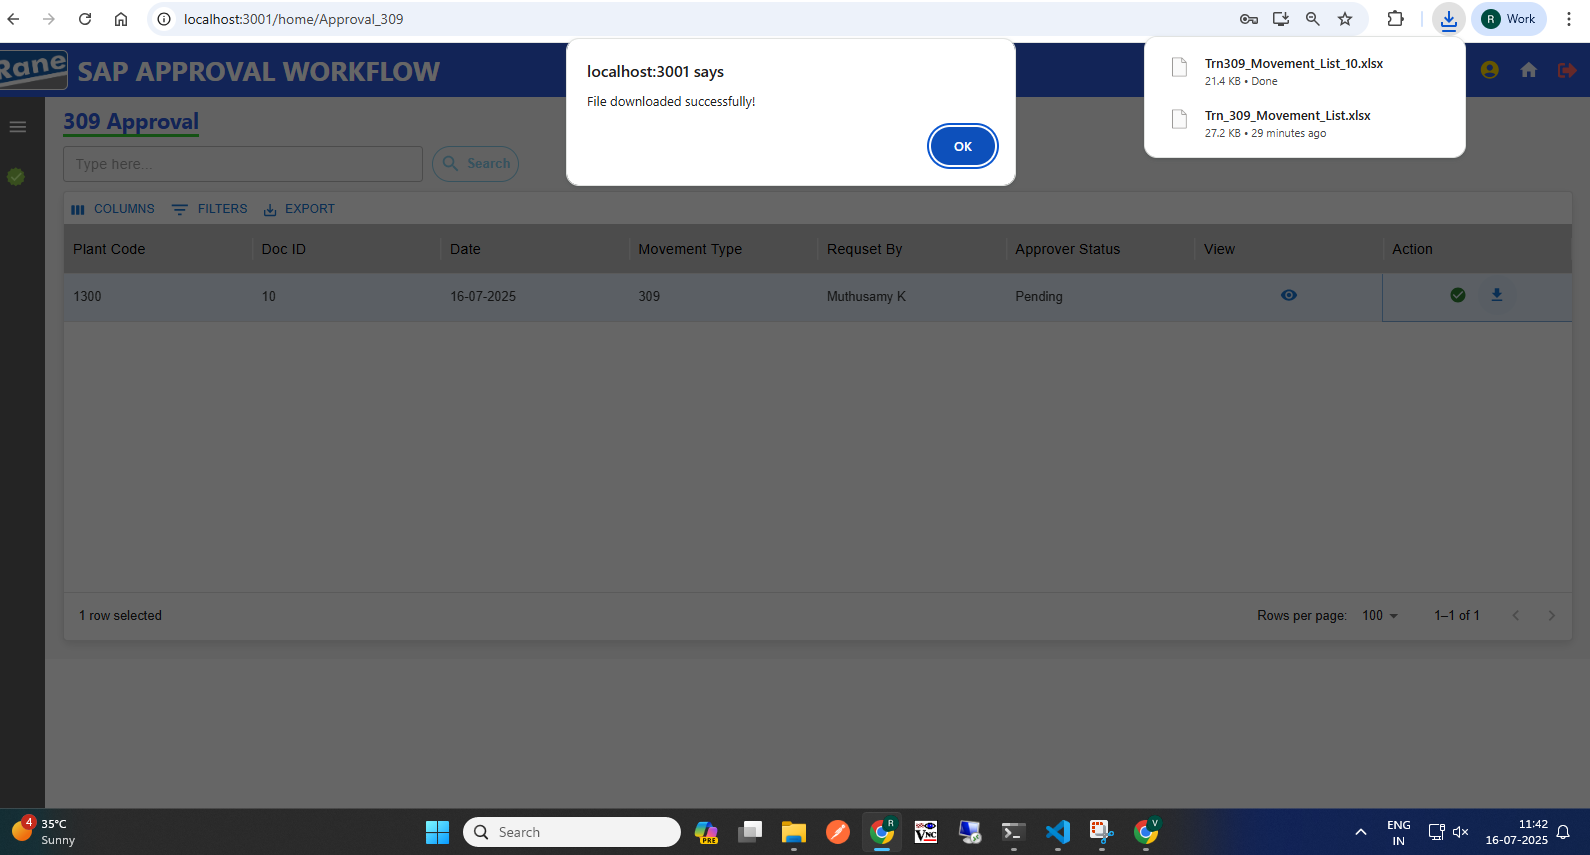 localhost:3001/home/Approval_309
R Work
Rane
SAP APPROVAL WORKFLOW
localhost:3001 says
File downloaded successfully!
OK
Trn309_Movement_List_10.xlsx
21.4 KB • Done
Trn_309_Movement_List.xlsx
27.2 KB • 29 minutes ago
309 Approval
Type here...
Search
COLUMNS FILTERS EXPORT
Plant Code Doc ID Date Movement Type Requset By Approver Status View Action
1300 10 16-07-2025 309 Muthusamy K Pending
1 row selected
Rows per page: 100 1–1 of 1
4
35°C
Sunny
Search
PRE
R
VNC
V
ENG
IN
11:42
16-07-2025